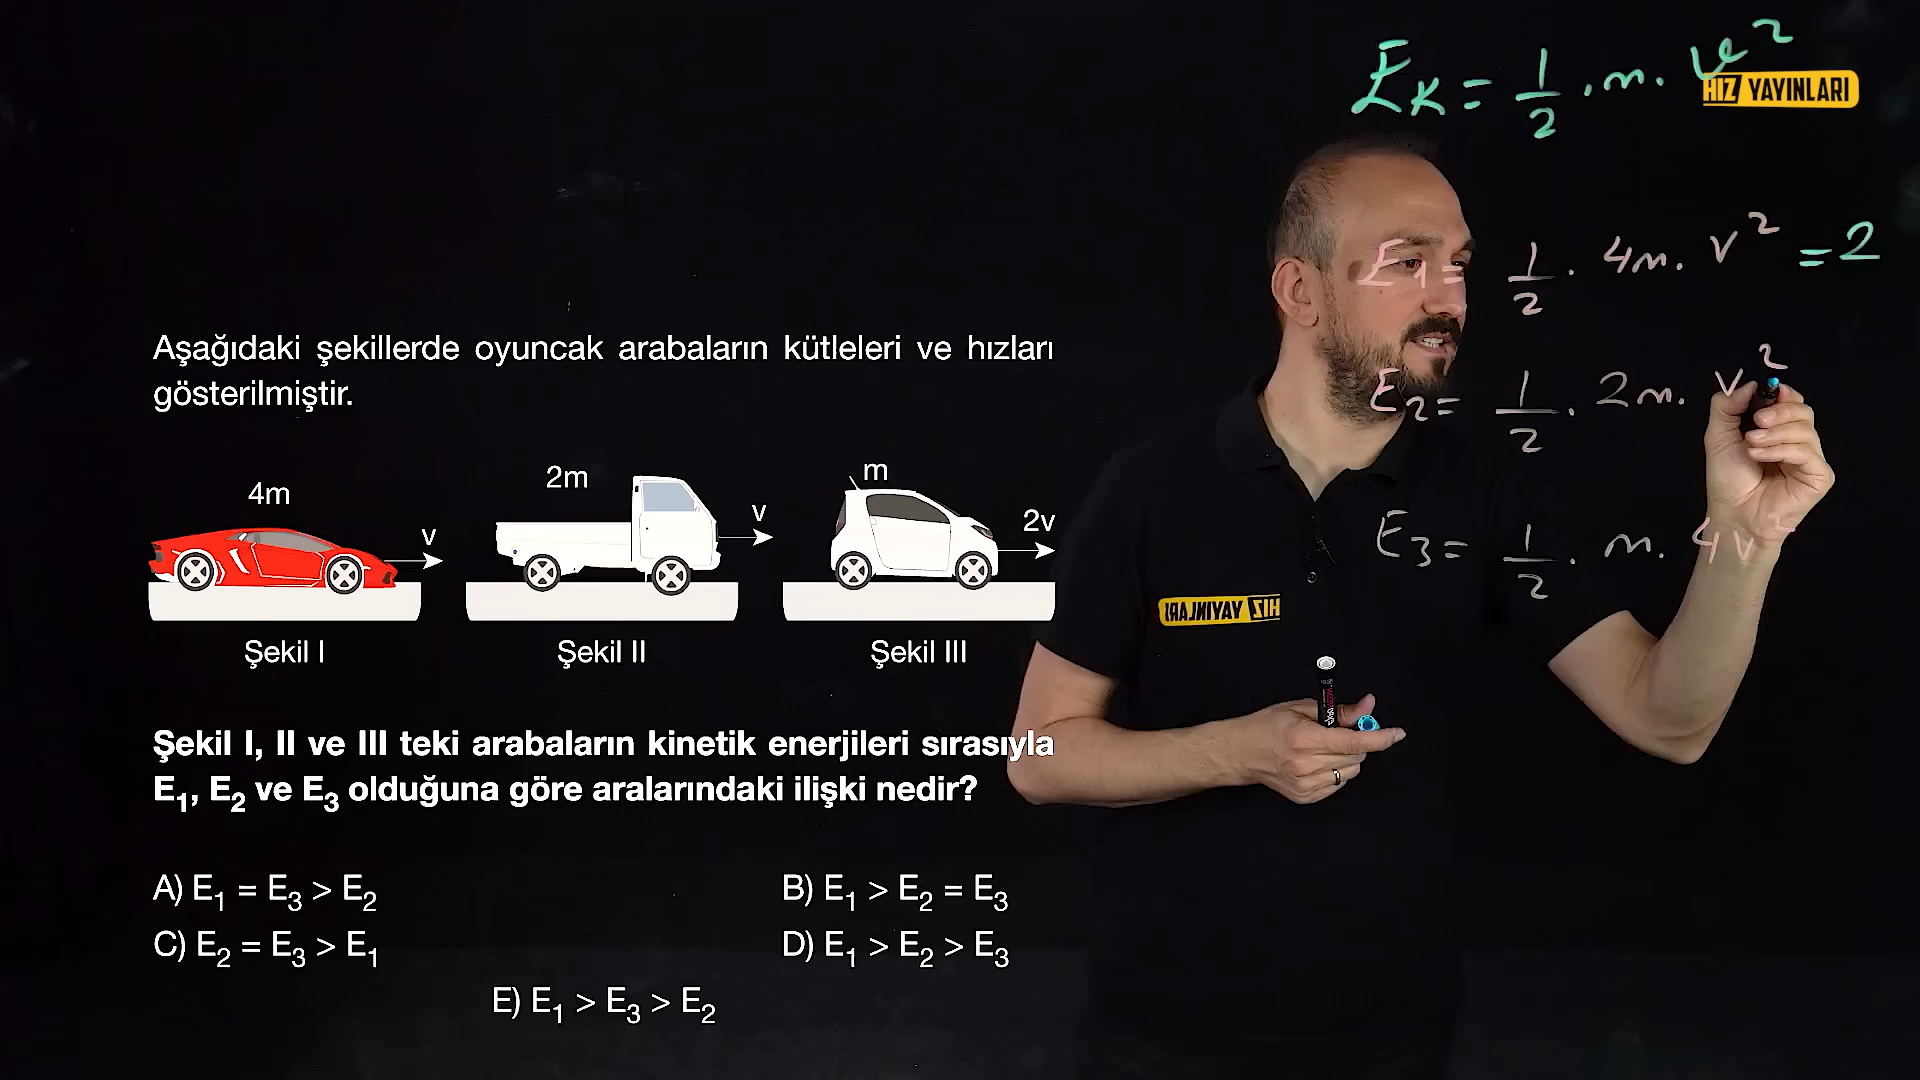 E_K = 1/2 . m . v²
HIZ YAYINLARI
E₁ = 1/2 . 4m . v² = 2
E₂ = 1/2 . 2m . v²
E₃ = 1/2 . m . 4v²
HIZ YAYINLARI
Aşağıdaki şekillerde oyuncak arabaların kütleleri ve hızları
gösterilmiştir.
4m
v
2m
v
m
2v
Şekil I
Şekil II
Şekil III
Şekil I, II ve III teki arabaların kinetik enerjileri sırasıyla
E₁, E₂ ve E₃ olduğuna göre aralarındaki ilişki nedir?
A) E₁ = E₃ > E₂
B) E₁ > E₂ = E₃
C) E₂ = E₃ > E₁
D) E₁ > E₂ > E₃
E) E₁ > E₃ > E₂